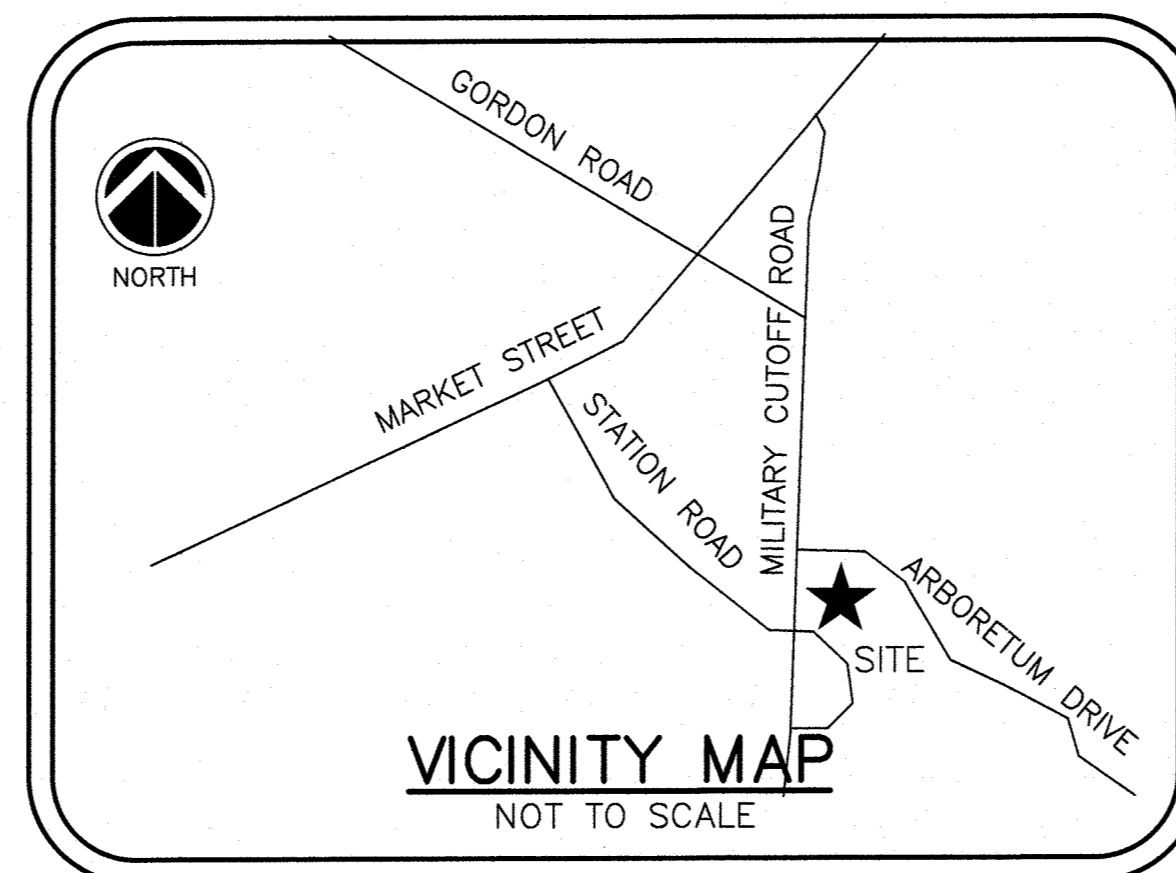 GORDON ROAD
NORTH
MILITARY CUTOFF ROAD
MARKET STREET
STATION ROAD
ARBORETUM DRIVE
SITE
VICINITY MAP
NOT TO SCALE